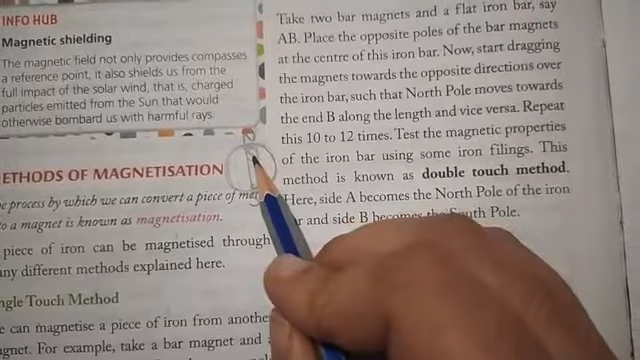 INFO HUB
Magnetic shielding
The magnetic field not only provides compasses
a reference point, it also shields us from the
full impact of the solar wind, that is, charged
particles emitted from the Sun that would
otherwise bombard us with harmful rays.
METHODS OF MAGNETISATION
process by which we can convert a piece of
to a magnet is known as magnetisation.
piece of iron can be magnetised through
any different methods explained here.
ngle Touch Method
e can magnetise a piece of iron from anothe
agnet. For example, take a bar magnet and
Take two bar magnets and a flat iron bar, say
AB. Place the opposite poles of the bar magnets
at the centre of this iron bar. Now, start dragging
the magnets towards the opposite directions over
the iron bar, such that North Pole moves towards
the end B along the length and vice versa. Repeat
this 10 to 12 times. Test the magnetic properties
of the iron bar using some iron filings. This
method is known as double touch method.
Here, side A becomes the North Pole of the iron
bar and side B becomes the South Pole.